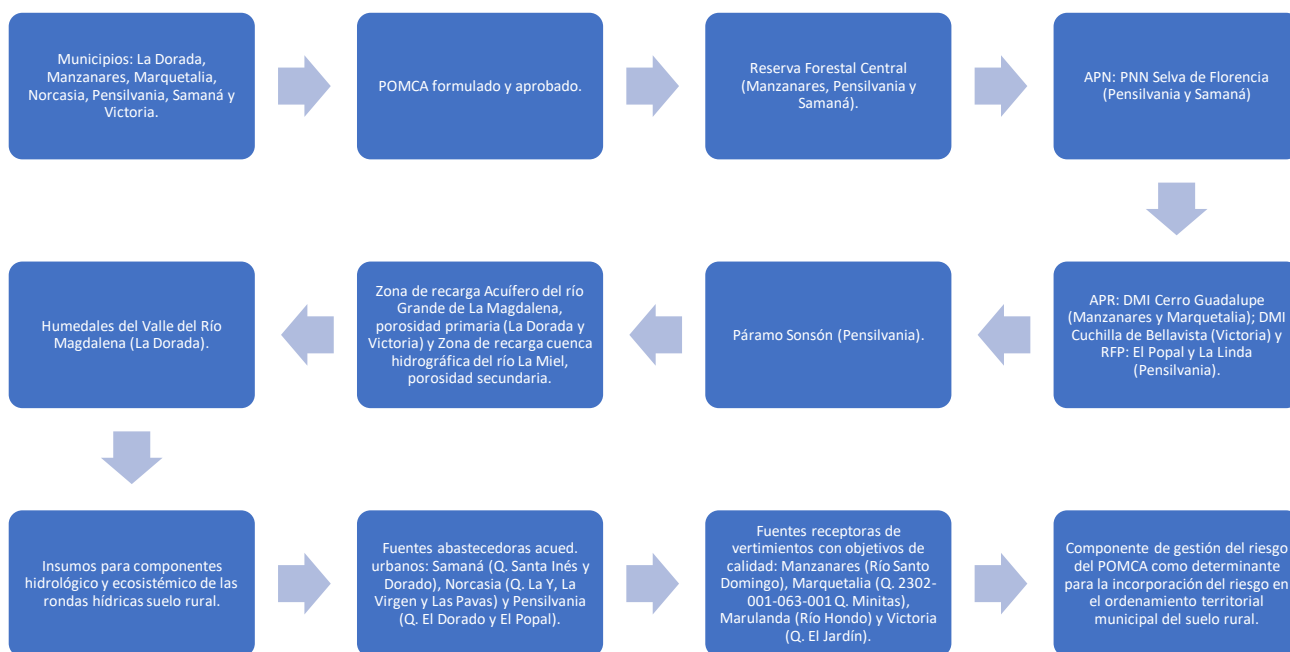 Municipios: La Dorada,
Manzanares, Marquetalia,
Norcasia, Pensilvania, Samaná y
Victoria.
POMCA formulado y aprobado.
Reserva Forestal Central
(Manzanares, Pensilvania y
Samaná).
APN: PNN Selva de Florencia
(Pensilvania y Samaná)
APR: DMI Cerro Guadalupe
(Manzanares y Marquetalia); DMI
Cuchilla de Bellavista (Victoria) y
RFP: El Popal y La Linda
(Pensilvania).
Páramo Sonsón (Pensilvania).
Zona de recarga Acuífero del río
Grande de La Magdalena,
porosidad primaria (La Dorada y
Victoria) y Zona de recarga cuenca
hidrográfica del río La Miel,
porosidad secundaria.
Humedales del Valle del Río
Magdalena (La Dorada).
Insumos para componentes
hidrológico y ecosistémico de las
rondas hídricas suelo rural.
Fuentes abastecedoras acued.
urbanos: Samaná (Q. Santa Inés y
Dorado), Norcasia (Q. La Y, La
Virgen y Las Pavas) y Pensilvania
(Q. El Dorado y El Popal).
Fuentes receptoras de
vertimientos con objetivos de
calidad: Manzanares (Río Santo
Domingo), Marquetalia (Q. 2302-
001-063-001 Q. Minitas),
Marulanda (Río Hondo) y Victoria
(Q. El Jardín).
Componente de gestión del riesgo
del POMCA como determinante
para la incorporación del riesgo en
el ordenamiento territorial
municipal del suelo rural.